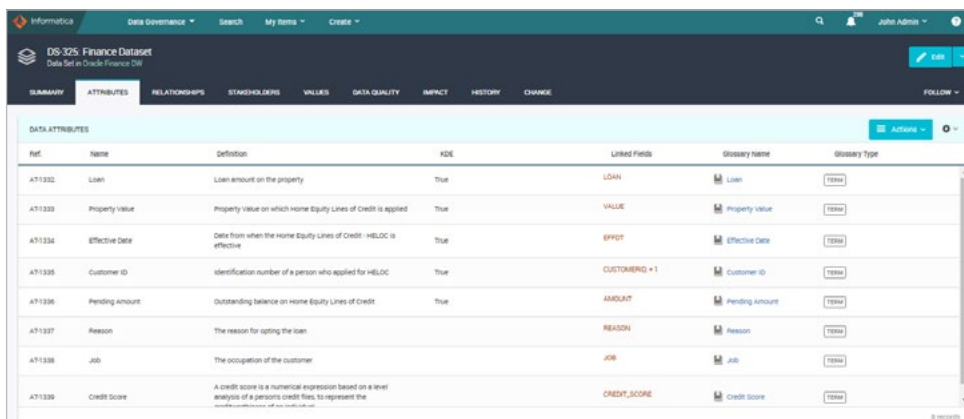 Informatica Data Governance Search My Items Create John Admin
DS-325: Finance Dataset
Data Set in Oracle Finance DW
Edit
SUMMARY ATTRIBUTES RELATIONSHIPS STAKEHOLDERS VALUES DATA QUALITY IMPACT HISTORY CHANGE FOLLOW
DATA ATTRIBUTES Actions
Ref. Name Definition KDE Linked Fields Glossary Name Glossary Type
AT-1332 Loan Loan amount on the property True LOAN Loan TERM
AT-1333 Property Value Property Value on which Home Equity Lines of Credit is applied True VALUE Property Value TERM
AT-1334 Effective Date Date from when the Home Equity Lines of Credit - HELOC is
effective True EFFDT Effective Date TERM
AT-1335 Customer ID Identification number of a person who applied for HELOC True CUSTOMERID, +1 Customer ID TERM
AT-1336 Pending Amount Outstanding balance on Home Equity Lines of Credit True AMOUNT Pending Amount TERM
AT-1337 Reason The reason for opting the loan REASON Reason TERM
AT-1338 Job The occupation of the customer JOB Job TERM
AT-1339 Credit Score A credit score is a numerical expression based on a level
analysis of a person's credit files, to represent the CREDIT_SCORE Credit Score TERM
8 records